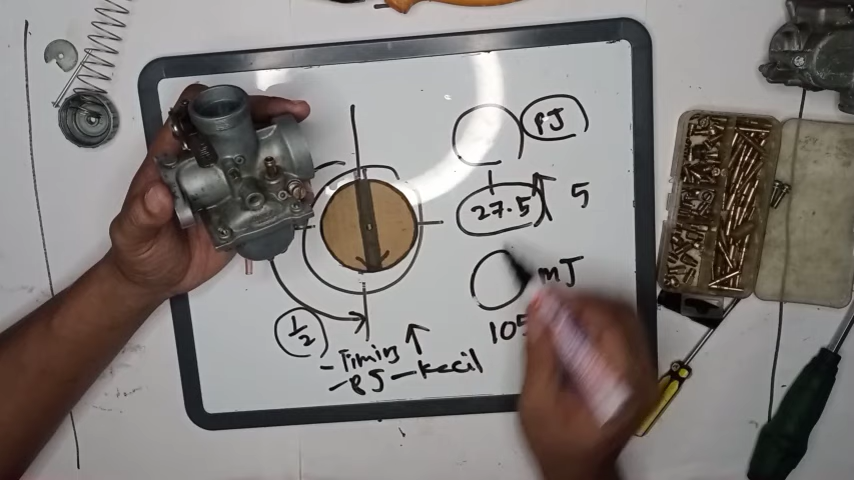 PJ
27.5 5
MJ
105
1/2
- Timing ↑
- PJ - Kecil